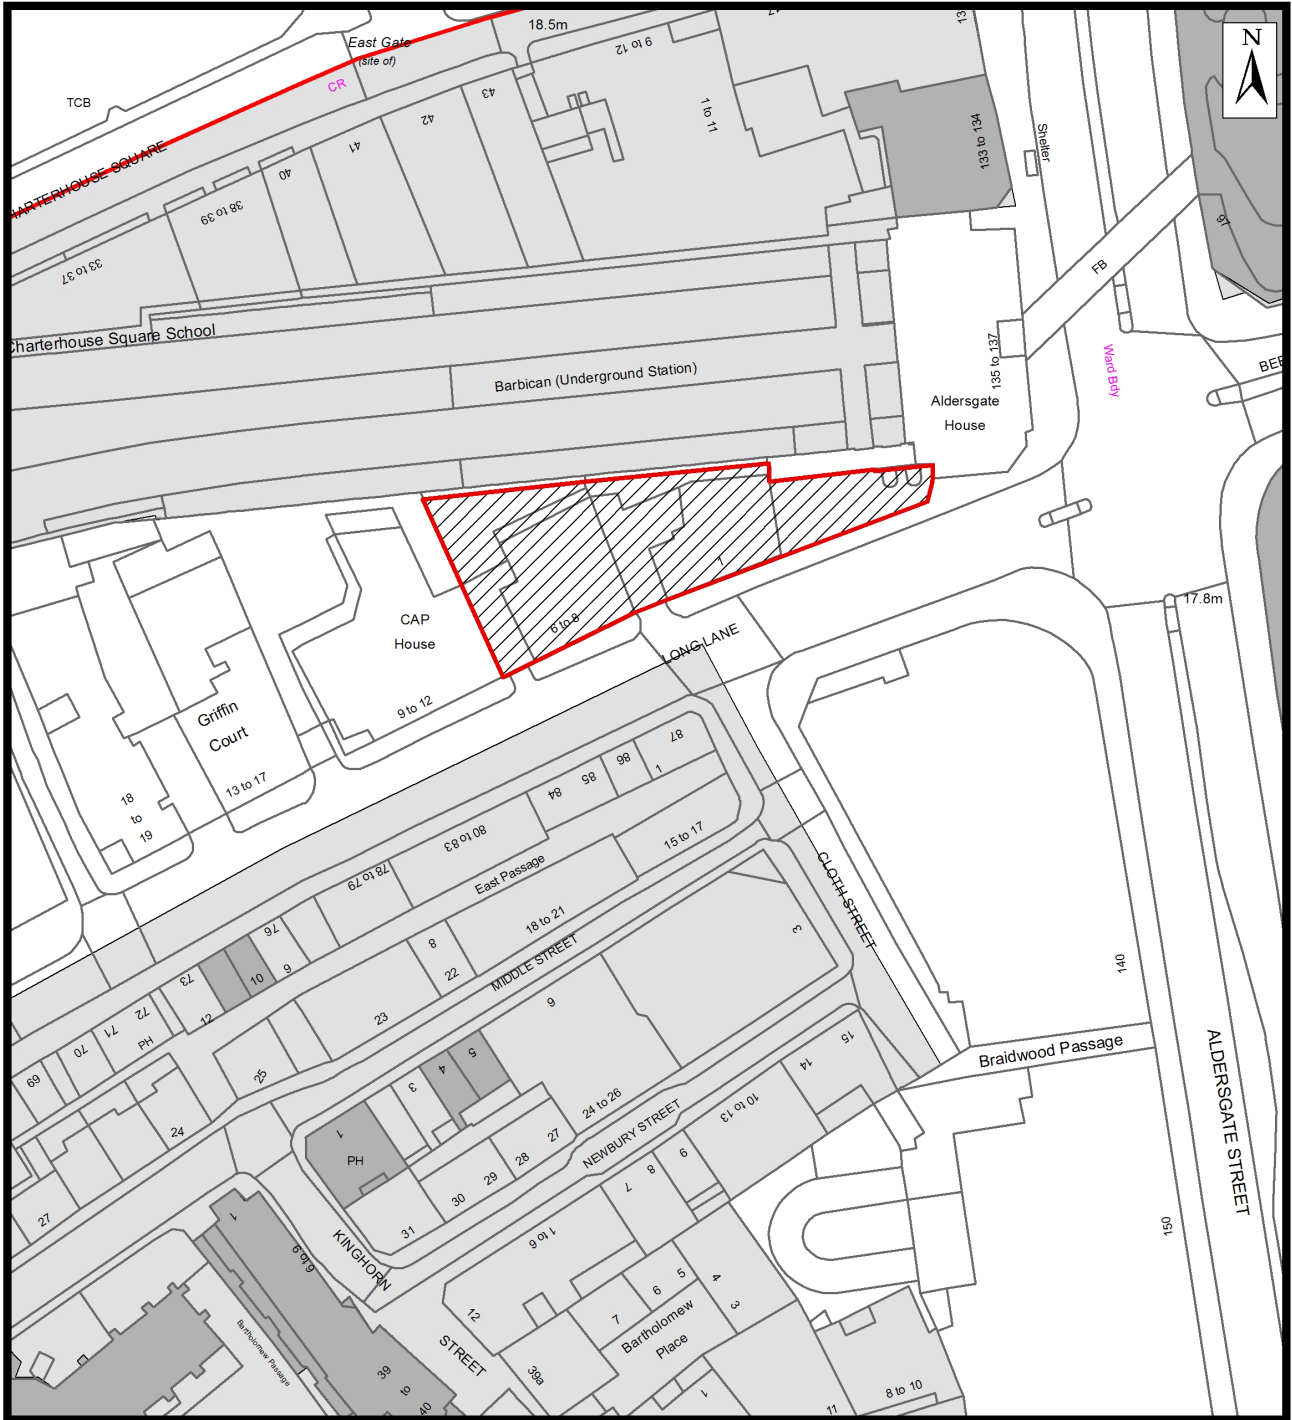 18.5m
East Gate
(site of)
CR
TCB
HARTERHOUSE SQUARE
N
9 to 12
17
13
43
42
41
40
38 to 39
33 to 37
1 to 11
133 to 134
Shelter
97
FB
Charterhouse Square School
Barbican (Underground Station)
135 to 137
Aldersgate
House
Ward Bdy
BEE
CAP
House
6 to 8
7
LONG LANE
17.8m
9 to 12
Griffin
Court
13 to 17
18
to
19
87
86
85
84
1
80 to 83
78 to 79
East Passage
15 to 17
76
9
10
73
12
72
71
PH
70
69
8
22
18 to 21
MIDDLE STREET
23
25
24
27
CLOTH STREET
3
9
5
4
3
1
PH
24 to 26
27
28
29
30
31
NEWBURY STREET
15
14
10 to 13
9
8
7
1 to 6
140
Braidwood Passage
ALDERSGATE STREET
150
KINGHORN
STREET
1
6 to 9
Bartholomew Passage
39
to
40
12
39a
7
6
5
4
3
Bartholomew
Place
1
11
8 to 10